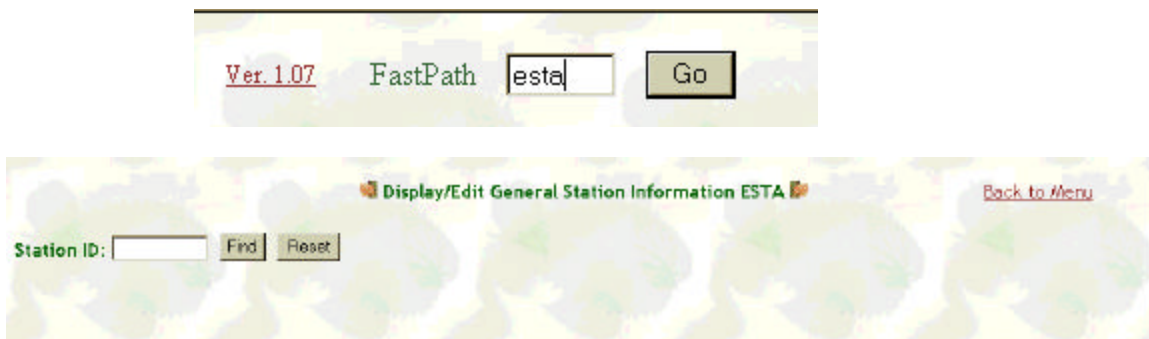 Ver. 1.07 FastPath esta Go
Display/Edit General Station Information ESTA Back to Menu
Station ID: Find Reset